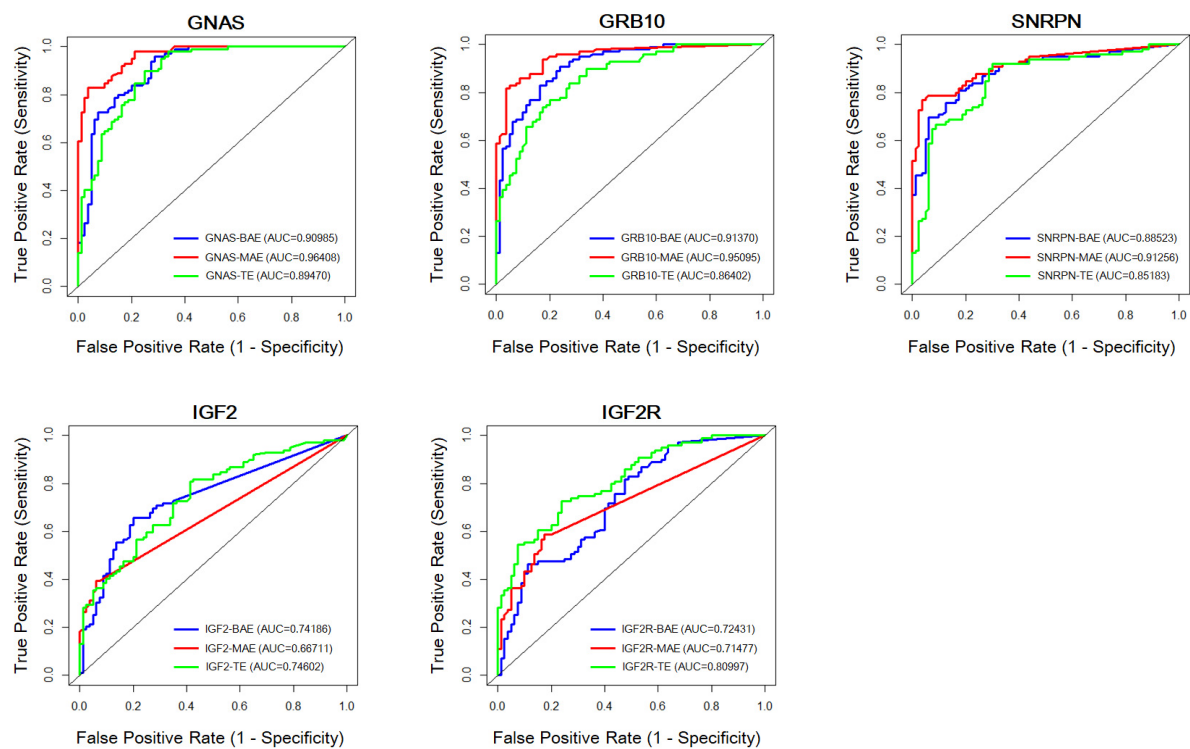 GNAS
True Positive Rate (Sensitivity)
1.0
0.8
0.6
0.4
0.2
0.0
GNAS-BAE (AUC=0.90985)
GNAS-MAE (AUC=0.96408)
GNAS-TE (AUC=0.89470)
0.0 0.2 0.4 0.6 0.8 1.0
False Positive Rate (1 - Specificity)
GRB10
True Positive Rate (Sensitivity)
1.0
0.8
0.6
0.4
0.2
0.0
GRB10-BAE (AUC=0.91370)
GRB10-MAE (AUC=0.95095)
GRB10-TE (AUC=0.86402)
0.0 0.2 0.4 0.6 0.8 1.0
False Positive Rate (1 - Specificity)
SNRPN
True Positive Rate (Sensitivity)
1.0
0.8
0.6
0.4
0.2
0.0
SNRPN-BAE (AUC=0.88523)
SNRPN-MAE (AUC=0.91256)
SNRPN-TE (AUC=0.85183)
0.0 0.2 0.4 0.6 0.8 1.0
False Positive Rate (1 - Specificity)
IGF2
True Positive Rate (Sensitivity)
1.0
0.8
0.6
0.4
0.2
0.0
IGF2-BAE (AUC=0.74186)
IGF2-MAE (AUC=0.66711)
IGF2-TE (AUC=0.74602)
0.0 0.2 0.4 0.6 0.8 1.0
False Positive Rate (1 - Specificity)
IGF2R
True Positive Rate (Sensitivity)
1.0
0.8
0.6
0.4
0.2
0.0
IGF2R-BAE (AUC=0.72431)
IGF2R-MAE (AUC=0.71477)
IGF2R-TE (AUC=0.80997)
0.0 0.2 0.4 0.6 0.8 1.0
False Positive Rate (1 - Specificity)